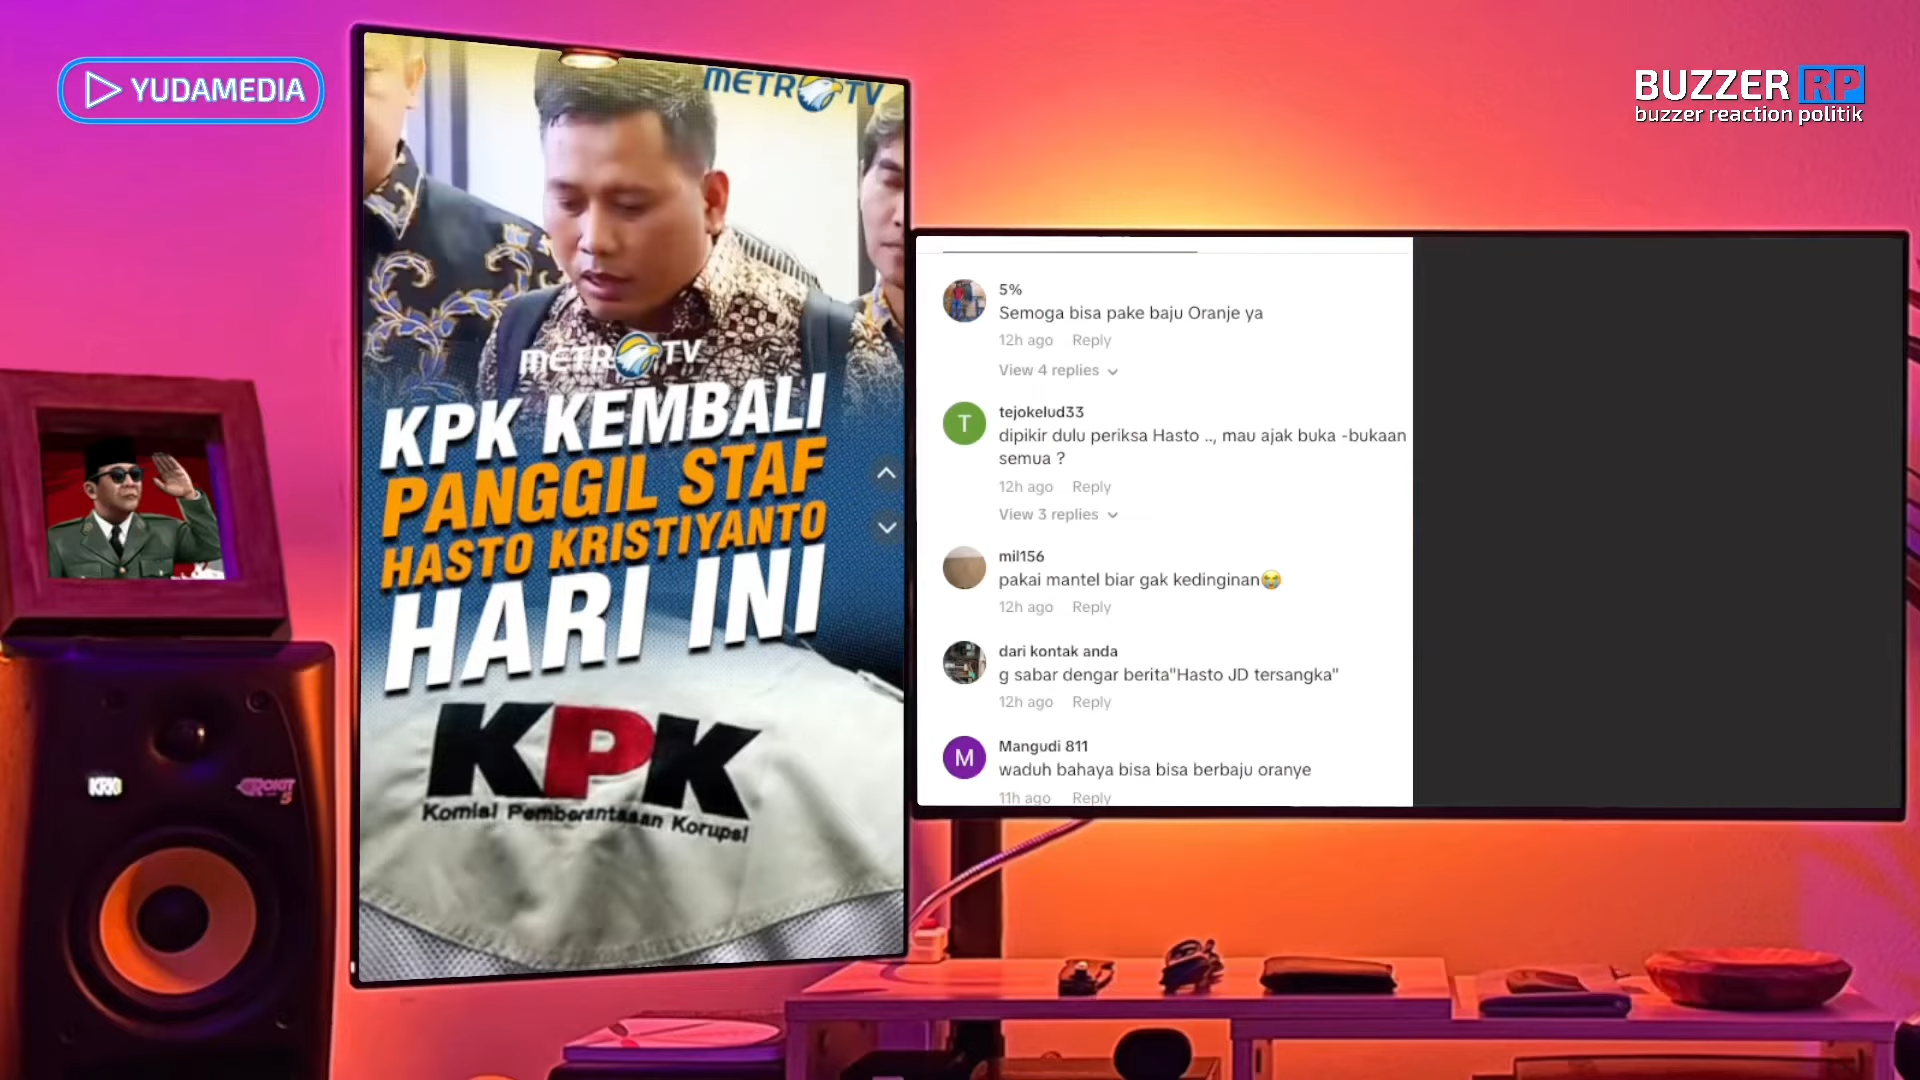 YUDAMEDIA
BUZZER RP
buzzer reaction politik
METRO TV
METRO TV
KPK KEMBALI
PANGGIL STAF
HASTO KRISTIYANTO
HARI INI
KPK
Komisi Pemberantasan Korupsi
5%
Semoga bisa pake baju Oranje ya
12h ago Reply
View 4 replies
T
tejokelud33
dipikir dulu periksa Hasto .., mau ajak buka -bukaan
semua ?
12h ago Reply
View 3 replies
mil156
pakai mantel biar gak kedinginan😭
12h ago Reply
dari kontak anda
g sabar dengar berita"Hasto JD tersangka"
12h ago Reply
M
Mangudi 811
waduh bahaya bisa bisa berbaju oranye
11h ago Reply
KRK
ROKIT
5